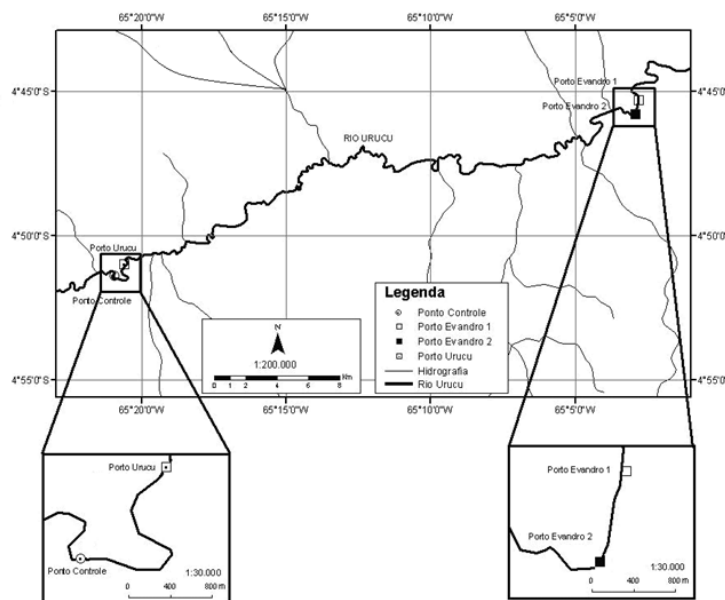 65°20'0"W 65°15'0"W 65°10'0"W 65°5'0"W
Porto Evandro 1
4°45'0"S 4°45'0"S
Porto Evandro 2
RIO URUCU
4°50'0"S 4°50'0"S
Porto Urucu
Ponto Controle
Legenda
Ponto Controle
Porto Evandro 1
Porto Evandro 2
Porto Urucu
Hidrografia
Rio Urucu
N
1:200.000
0 1 2 4 6 8 Km
4°55'0"S 4°55'0"S
65°20'0"W 65°15'0"W 65°10'0"W 65°5'0"W
Porto Urucu
Ponto Controle
1:30.000
0 400 800 m
Porto Evandro 1
Porto Evandro 2
1:30.000
0 400 800 m